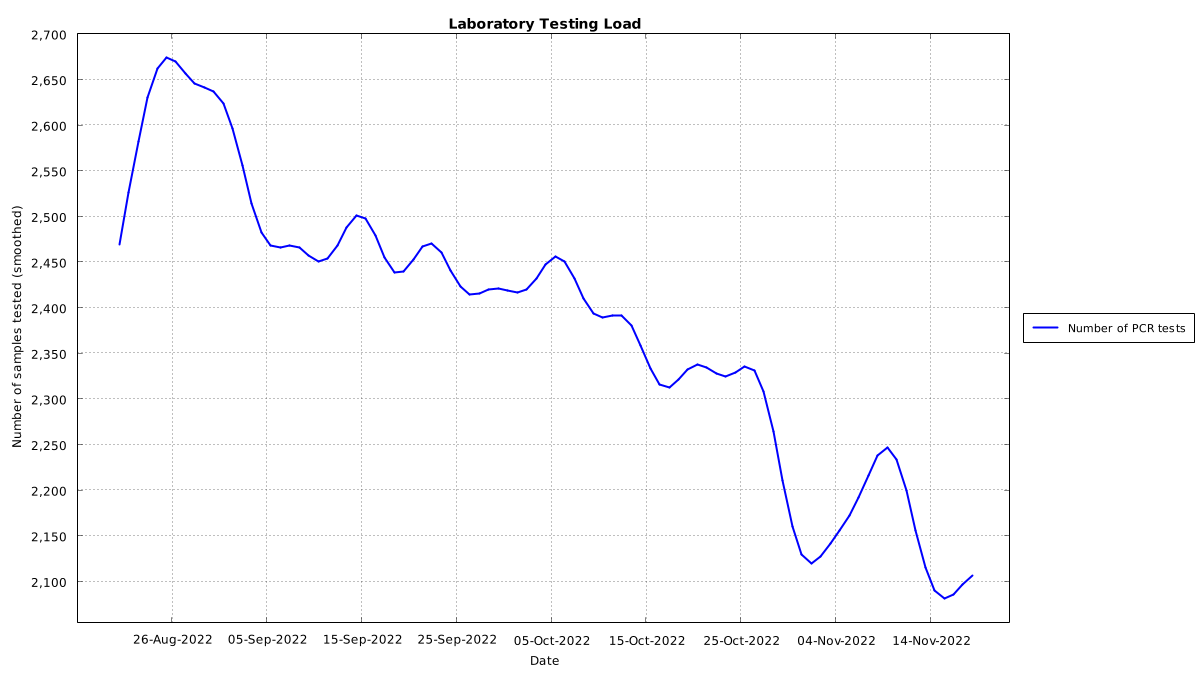 Laboratory Testing Load
2,700
2,650
2,600
2,550
2,500
2,450
2,400
2,350
2,300
2,250
2,200
2,150
2,100
Number of samples tested (smoothed)
26-Aug-2022 05-Sep-2022 15-Sep-2022 25-Sep-2022 05-Oct-2022 15-Oct-2022 25-Oct-2022 04-Nov-2022 14-Nov-2022
Date
Number of PCR tests